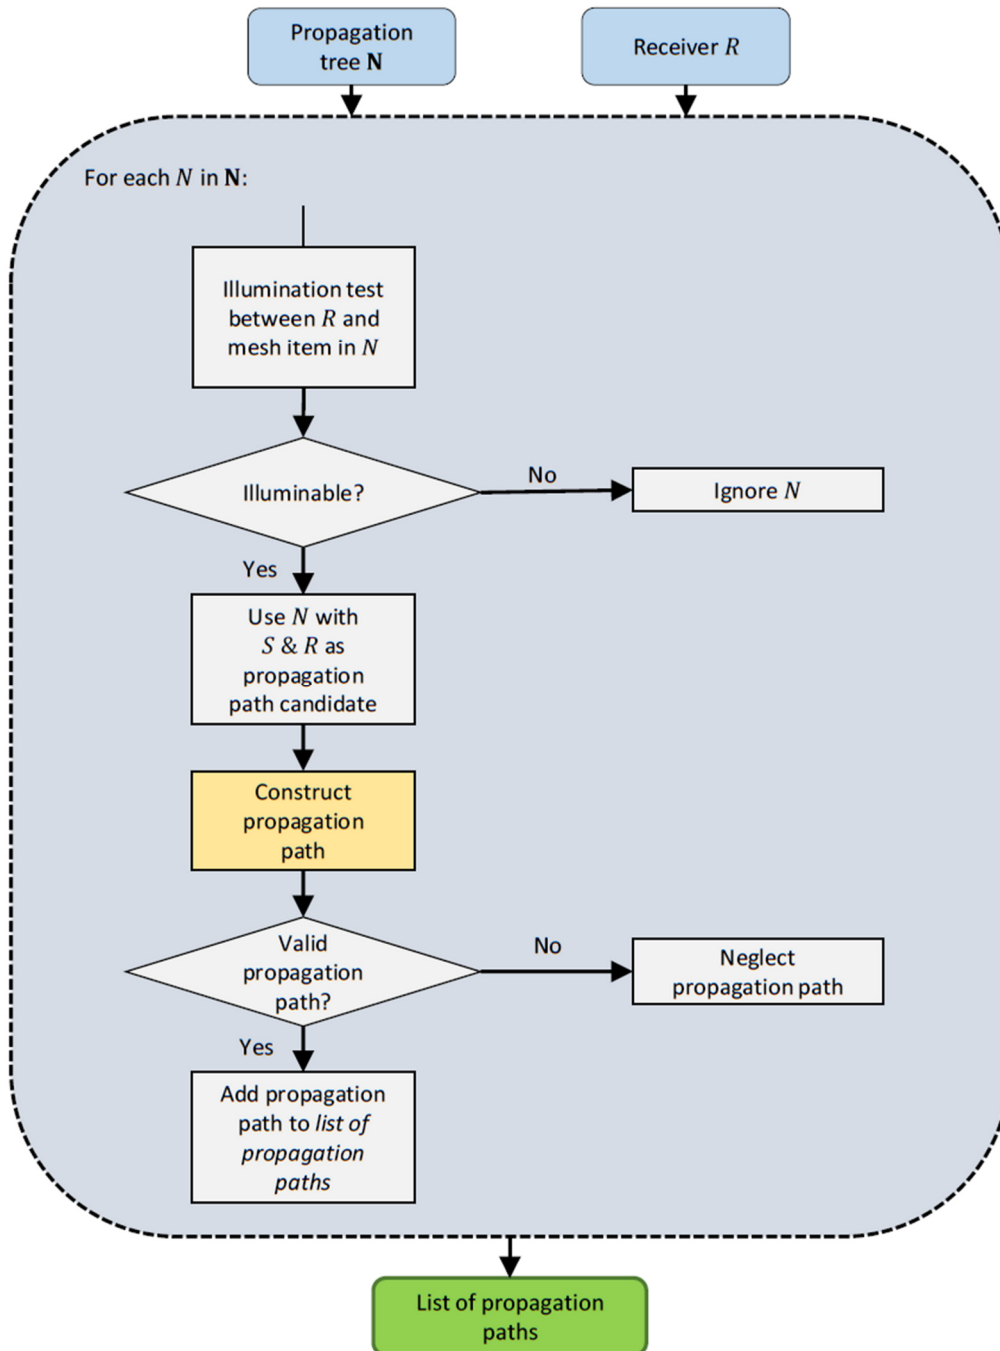 Propagation
tree N
Receiver R
For each N in N:
Illumination test
between R and
mesh item in N
Illuminable?
No
Ignore N
Yes
Use N with
S & R as
propagation
path candidate
Construct
propagation
path
Valid
propagation
path?
No
Neglect
propagation path
Yes
Add propagation
path to list of
propagation
paths
List of propagation
paths